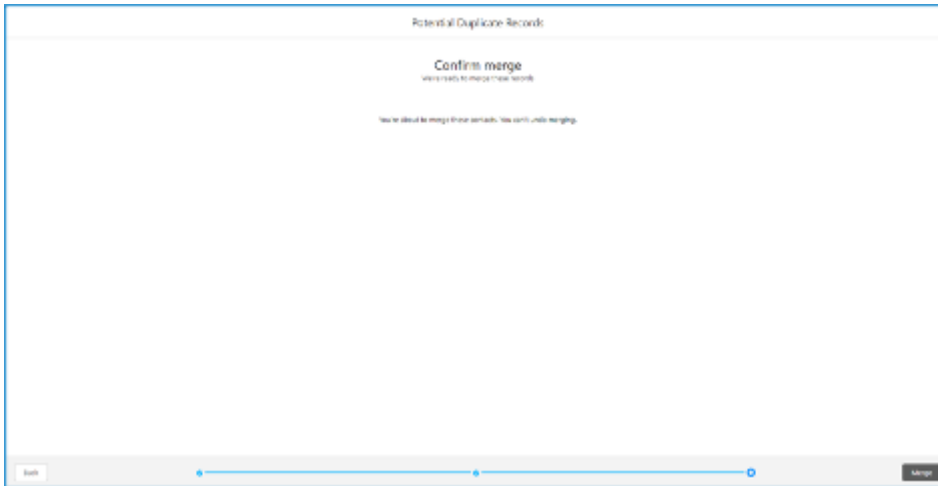 Potential Duplicate Records
Confirm merge
We're ready to merge these records
You're about to merge these contacts. You can't undo merging.
Back
Merge